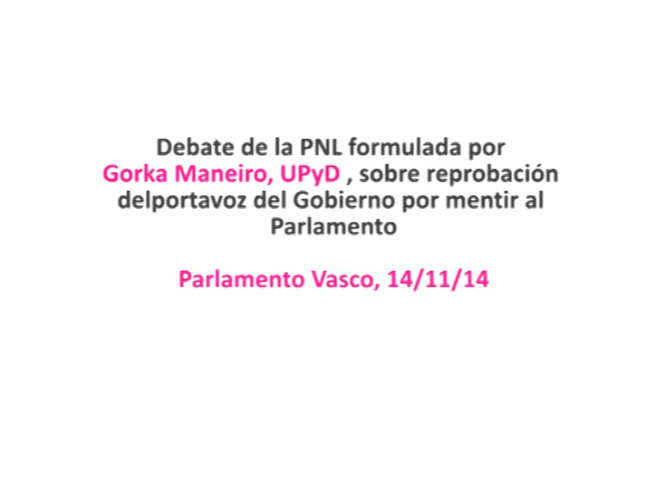 Debate de la PNL formulada por
Gorka Maneiro, UPyD , sobre reprobación
delportavoz del Gobierno por mentir al
Parlamento
Parlamento Vasco, 14/11/14